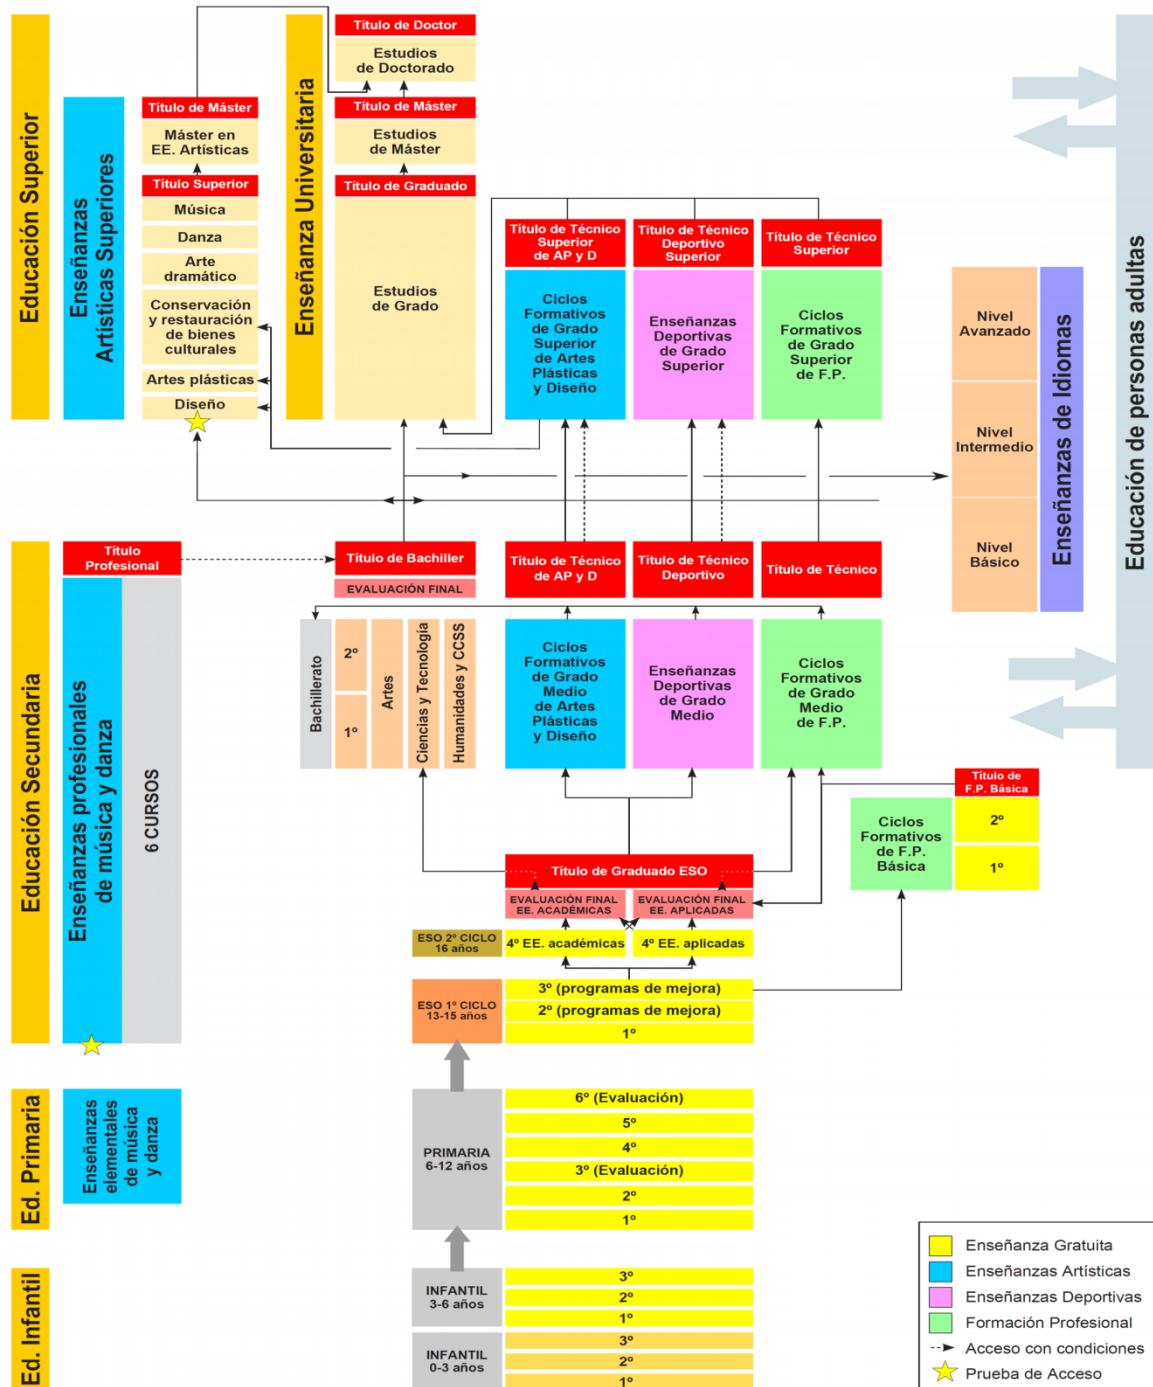 Educación Superior
Enseñanzas
Artísticas Superiores
Título de Máster
Máster en
EE. Artísticas
Título Superior
Música
Danza
Arte
dramático
Conservación
y restauración
de bienes
culturales
Artes plásticas
Diseño
Enseñanza Universitaria
Título de Doctor
Estudios
de Doctorado
Título de Máster
Estudios
de Máster
Título de Graduado
Estudios
de Grado
Título de Técnico
Superior
de AP y D
Ciclos
Formativos
de Grado
Superior
de Artes
Plásticas
y Diseño
Título de Técnico
Deportivo
Superior
Enseñanzas
Deportivas
de Grado
Superior
Título de Técnico
Superior
Ciclos
Formativos
de Grado
Superior
de F.P.
Nivel
Avanzado
Nivel
Intermedio
Nivel
Básico
Enseñanzas de Idiomas
Educación de personas adultas
Educación Secundaria
Título
Profesional
Enseñanzas profesionales
de música y danza
6 CURSOS
Título de Bachiller
EVALUACIÓN FINAL
Bachillerato
2º
1º
Artes
Ciencias y Tecnología
Humanidades y CCSS
Título de Técnico
de AP y D
Ciclos
Formativos
de Grado
Medio
de Artes
Plásticas
y Diseño
Título de Técnico
Deportivo
Enseñanzas
Deportivas
de Grado
Medio
Título de Técnico
Ciclos
Formativos
de Grado
Medio
de F.P.
Título de
F.P. Básica
Ciclos
Formativos
de F.P.
Básica
2º
1º
Título de Graduado ESO
EVALUACIÓN FINAL
EE. ACADÉMICAS
EVALUACIÓN FINAL
EE. APLICADAS
ESO 2º CICLO
16 años
4º EE. académicas
4º EE. aplicadas
ESO 1º CICLO
13-15 años
3º (programas de mejora)
2º (programas de mejora)
1º
Ed. Primaria
Enseñanzas
elementales
de música
y danza
PRIMARIA
6-12 años
6º (Evaluación)
5º
4º
3º (Evaluación)
2º
1º
Ed. Infantil
INFANTIL
3-6 años
3º
2º
1º
INFANTIL
0-3 años
3º
2º
1º
Enseñanza Gratuita
Enseñanzas Artísticas
Enseñanzas Deportivas
Formación Profesional
Acceso con condiciones
Prueba de Acceso